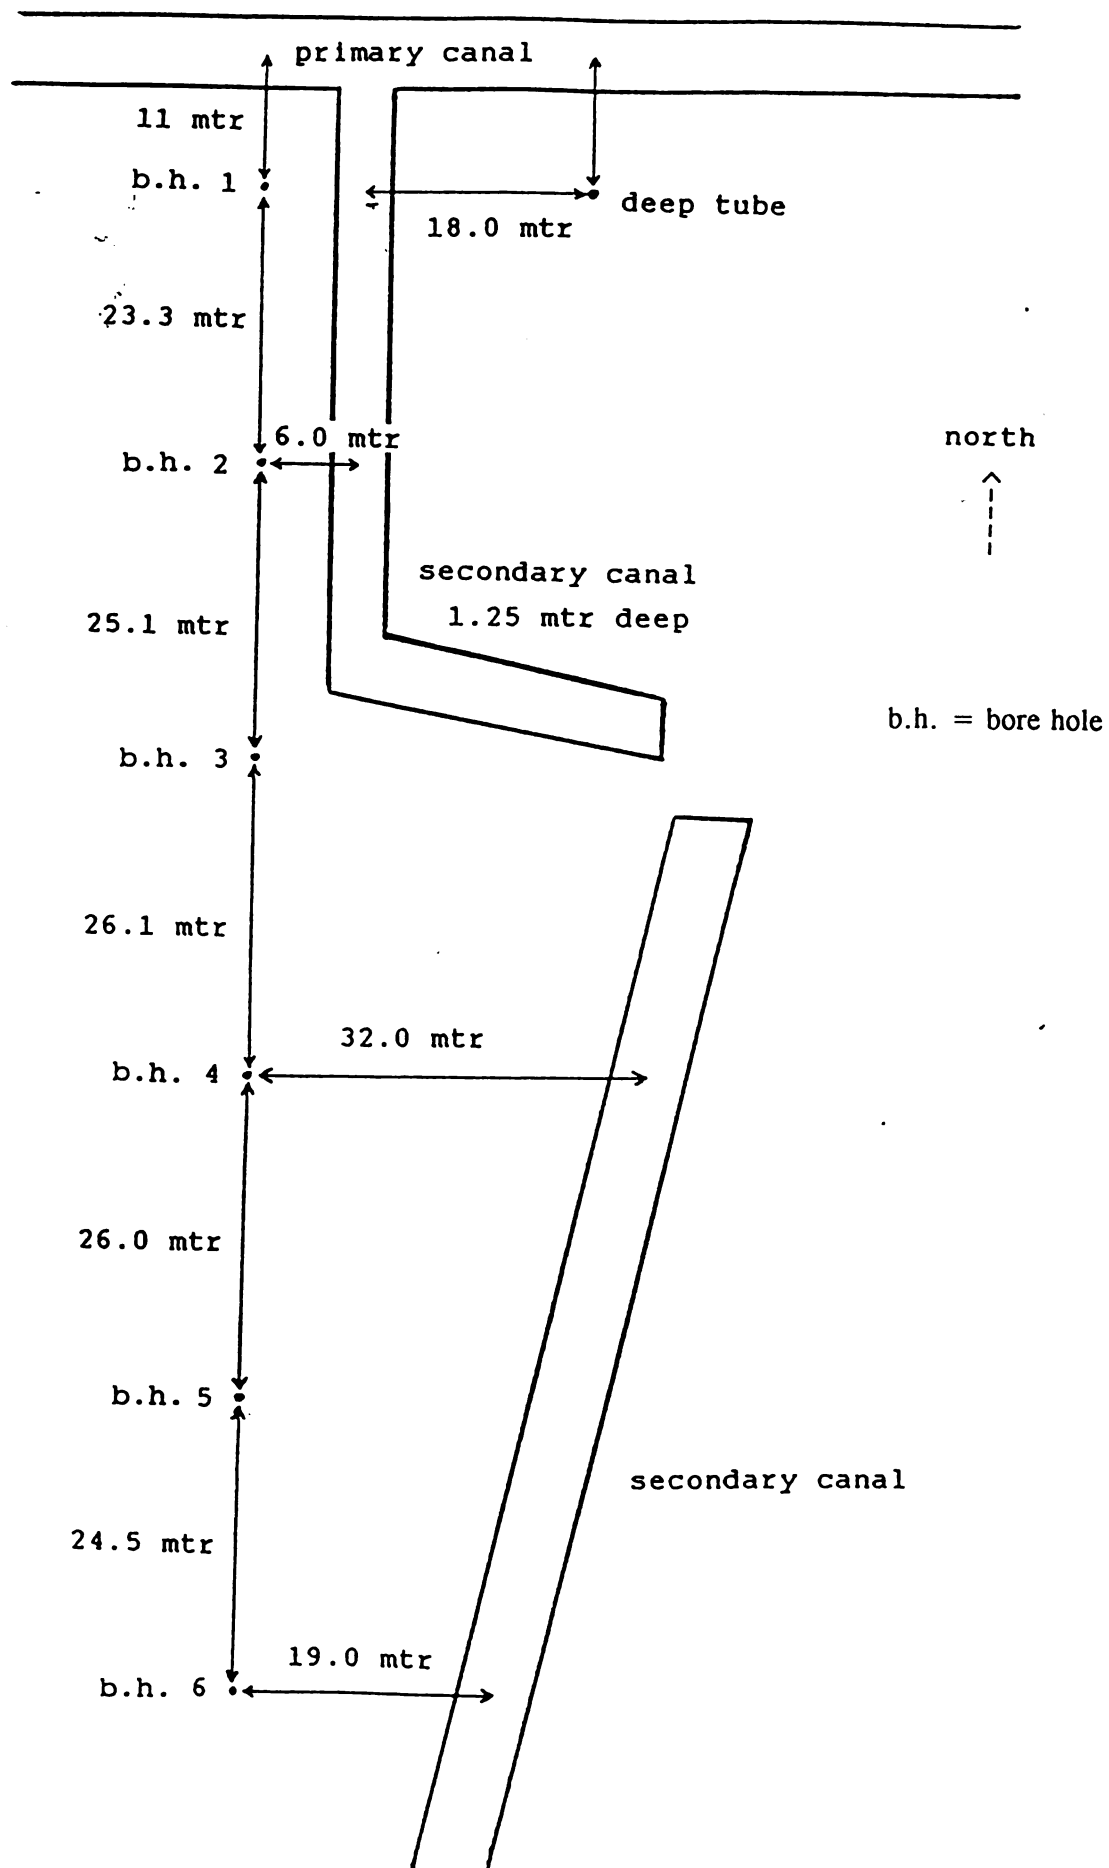 primary canal
11 mtr
b.h. 1
deep tube
18.0 mtr
23.3 mtr
6.0 mtr
north
b.h. 2
secondary canal
1.25 mtr deep
25.1 mtr
b.h. = bore hole
b.h. 3
26.1 mtr
32.0 mtr
b.h. 4
26.0 mtr
b.h. 5
secondary canal
24.5 mtr
19.0 mtr
b.h. 6